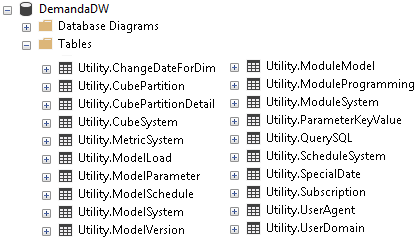 DemandaDW
Database Diagrams
Tables
Utility.ChangeDateForDim
Utility.CubePartition
Utility.CubePartitionDetail
Utility.CubeSystem
Utility.MetricSystem
Utility.ModelLoad
Utility.ModelParameter
Utility.ModelSchedule
Utility.ModelSystem
Utility.ModelVersion
Utility.ModuleModel
Utility.ModuleProgramming
Utility.ModuleSystem
Utility.ParameterKeyValue
Utility.QuerySQL
Utility.ScheduleSystem
Utility.SpecialDate
Utility.Subscription
Utility.UserAgent
Utility.UserDomain